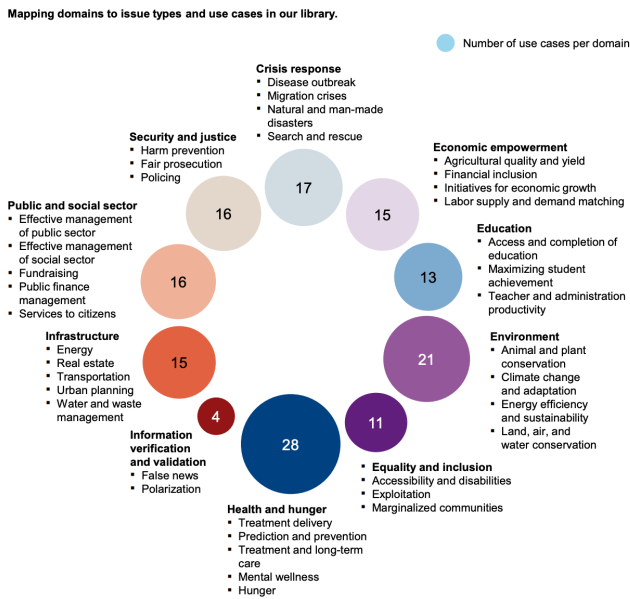 Mapping domains to issue types and use cases in our library.
Number of use cases per domain
Crisis response
▪ Disease outbreak
▪ Migration crises
▪ Natural and man-made
disasters
▪ Search and rescue
17
Economic empowerment
▪ Agricultural quality and yield
▪ Financial inclusion
▪ Initiatives for economic growth
▪ Labor supply and demand matching
15
Education
▪ Access and completion of
education
▪ Maximizing student
achievement
▪ Teacher and administration
productivity
13
Environment
▪ Animal and plant
conservation
▪ Climate change
and adaptation
▪ Energy efficiency
and sustainability
▪ Land, air, and
water conservation
21
▪ Equality and inclusion
▪ Accessibility and disabilities
▪ Exploitation
▪ Marginalized communities
11
Health and hunger
▪ Treatment delivery
▪ Prediction and prevention
▪ Treatment and long-term
care
▪ Mental wellness
▪ Hunger
28
Information
verification
and validation
▪ False news
▪ Polarization
4
Infrastructure
▪ Energy
▪ Real estate
▪ Transportation
▪ Urban planning
▪ Water and waste
management
15
Public and social sector
▪ Effective management
of public sector
▪ Effective management
of social sector
▪ Fundraising
▪ Public finance
management
▪ Services to citizens
16
Security and justice
▪ Harm prevention
▪ Fair prosecution
▪ Policing
16